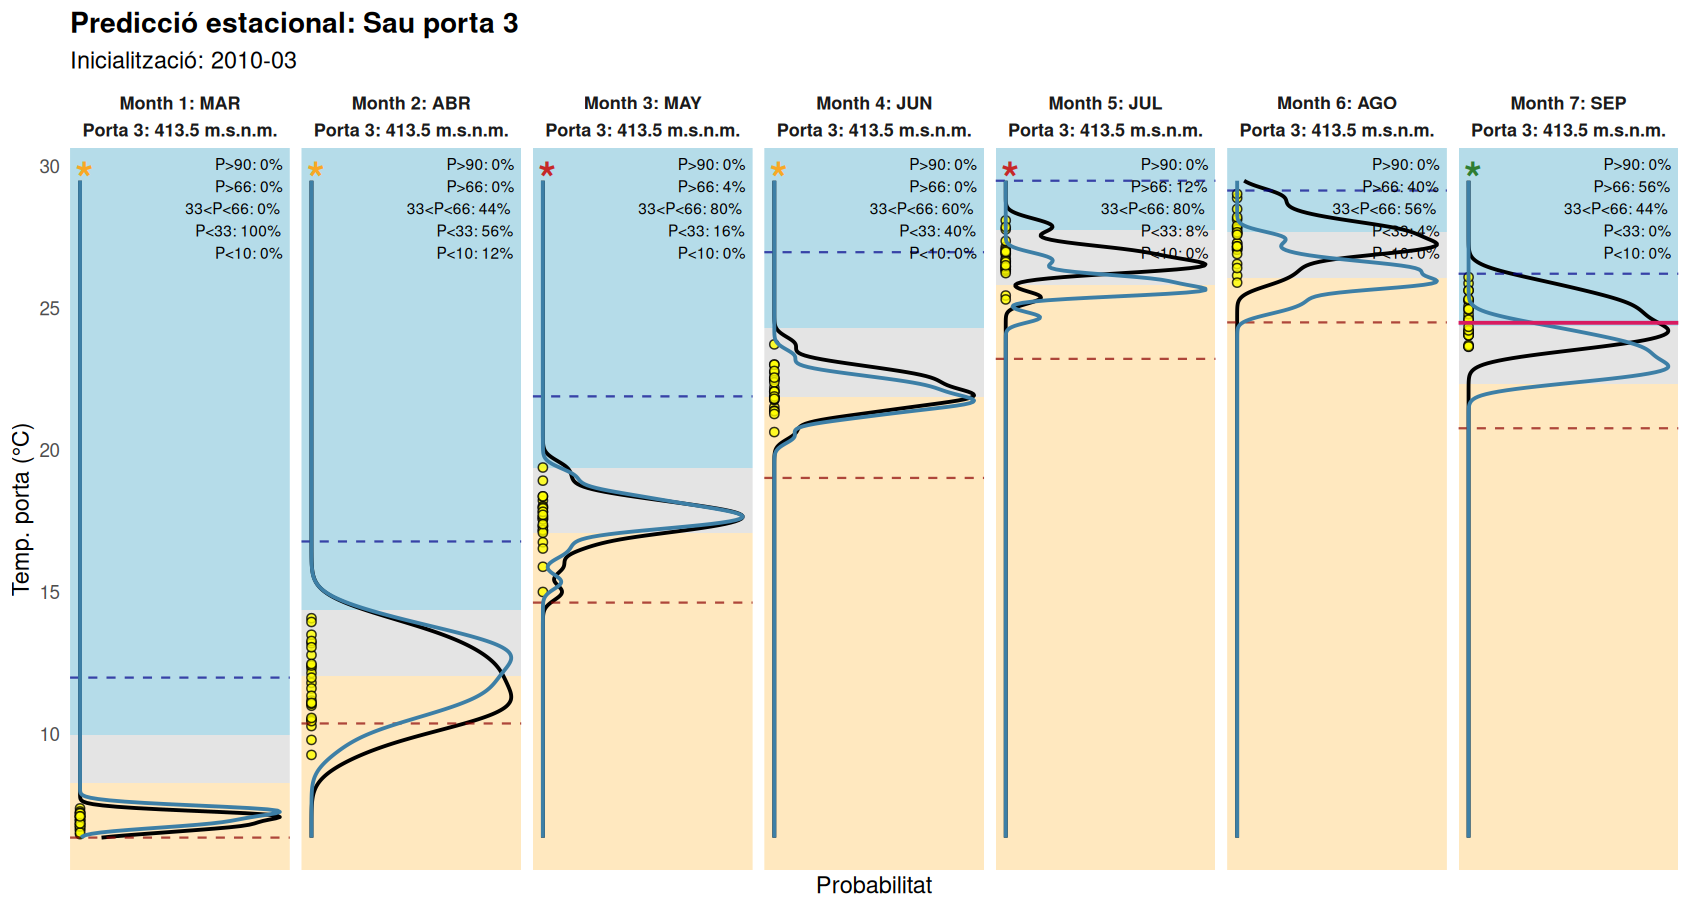 Predicció estacional: Sau porta 3
Inicialització: 2010-03
Month 1: MAR
Porta 3: 413.5 m.s.n.m.
Month 2: ABR
Porta 3: 413.5 m.s.n.m.
Month 3: MAY
Porta 3: 413.5 m.s.n.m.
Month 4: JUN
Porta 3: 413.5 m.s.n.m.
Month 5: JUL
Porta 3: 413.5 m.s.n.m.
Month 6: AGO
Porta 3: 413.5 m.s.n.m.
Month 7: SEP
Porta 3: 413.5 m.s.n.m.
Temp. porta (°C)
30
25
20
15
10
*
P>90: 0%
P>66: 0%
33<P<66: 0%
P<33: 100%
P<10: 0%
*
P>90: 0%
P>66: 0%
33<P<66: 44%
P<33: 56%
P<10: 12%
*
P>90: 0%
P>66: 4%
33<P<66: 80%
P<33: 16%
P<10: 0%
*
P>90: 0%
P>66: 0%
33<P<66: 60%
P<33: 40%
P<10: 0%
*
P>90: 0%
P>66: 12%
33<P<66: 80%
P<33: 8%
P<10: 0%
P>90: 0%
P>66: 40%
33<P<66: 56%
P<33: 4%
P<10: 0%
*
P>90: 0%
P>66: 56%
33<P<66: 44%
P<33: 0%
P<10: 0%
Probabilitat